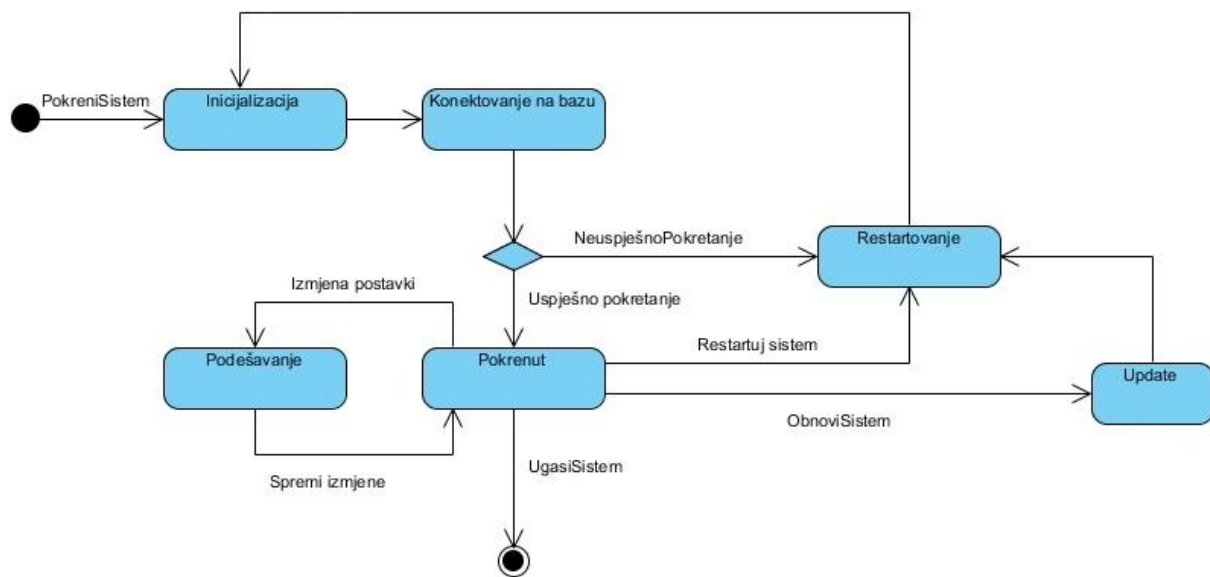 PokreniSistem
Inicijalizacija
Konektovanje na bazu
NeuspješnoPokretanje
Restartovanje
Izmjena postavki
Uspješno pokretanje
Podešavanje
Pokrenut
Restartuj sistem
Update
ObnoviSistem
Spremi izmjene
UgasiSistem